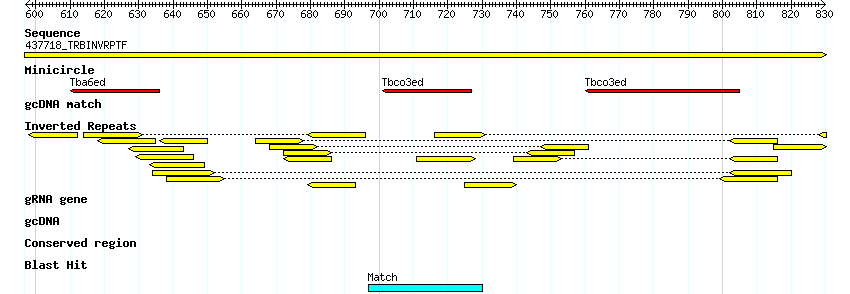 600 610 620 630 640 650 660 670 680 690 700 710 720 730 740 750 760 770 780 790 800 810 820 830
Sequence
437718_TRBINVRPTF
Minicircle
Tba6ed Tbco3ed Tbco3ed
gcDNA match
Inverted Repeats
gRNA gene
gcDNA
Conserved region
Blast Hit
Match